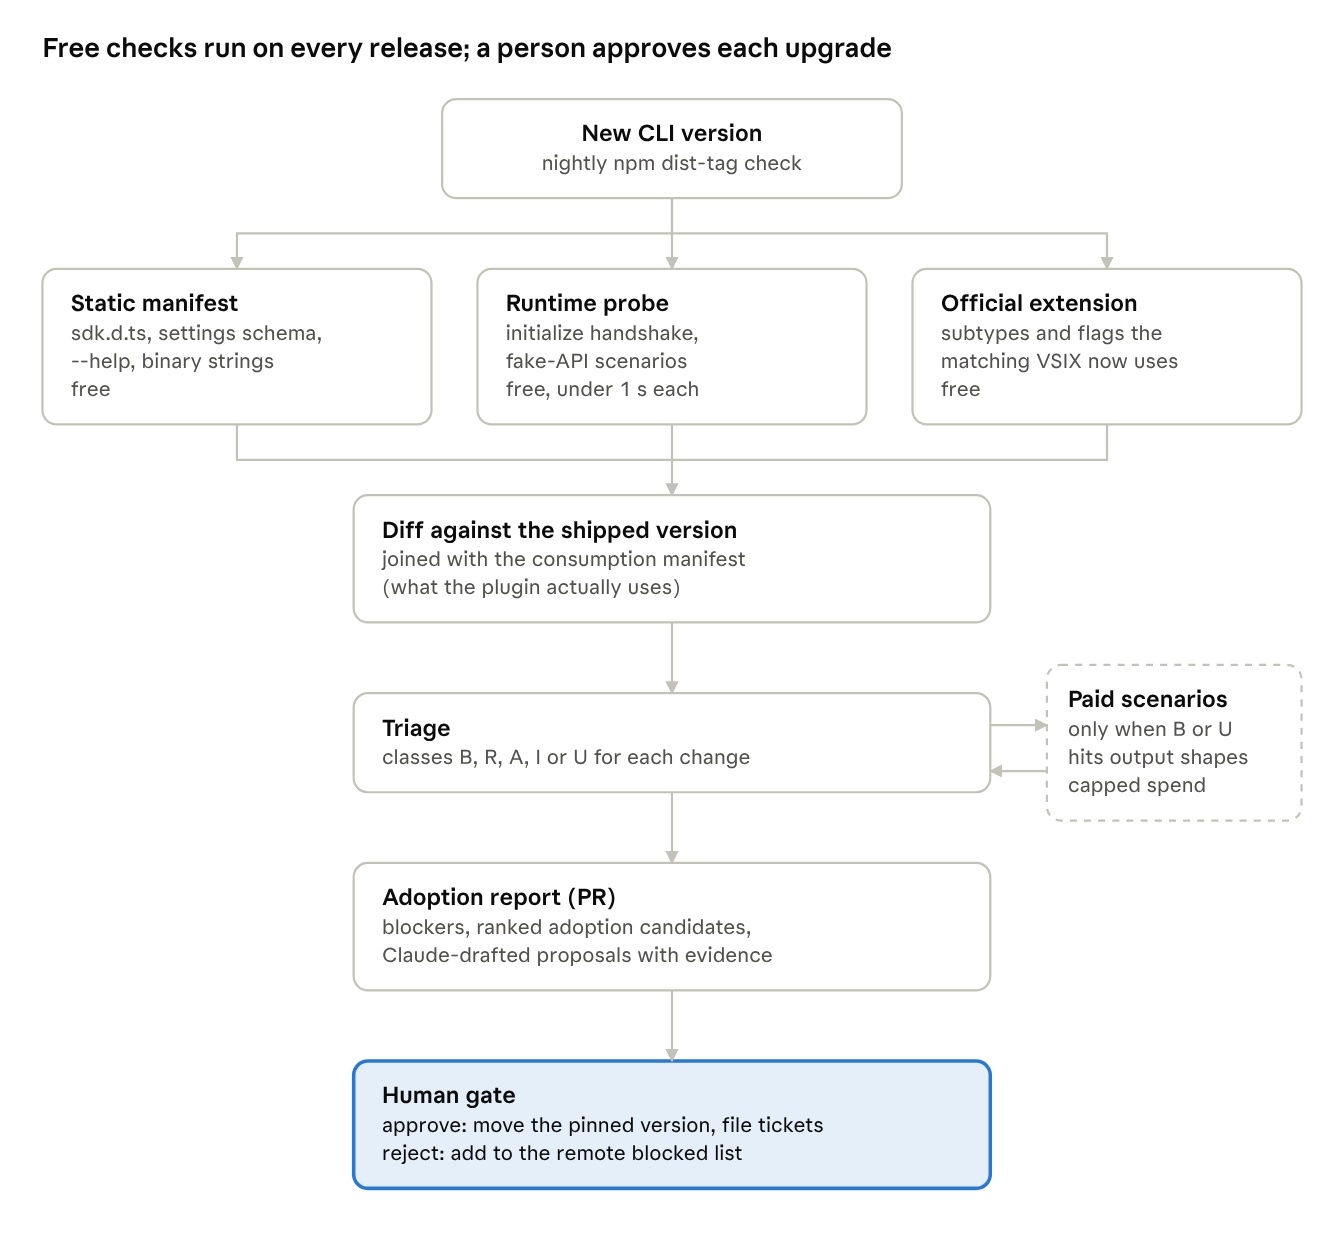 Free checks run on every release; a person approves each upgrade
New CLI version
nightly npm dist-tag check
Static manifest
sdk.d.ts, settings schema,
--help, binary strings
free
Runtime probe
initialize handshake,
fake-API scenarios
free, under 1 s each
Official extension
subtypes and flags the
matching VSIX now uses
free
Diff against the shipped version
joined with the consumption manifest
(what the plugin actually uses)
Triage
classes B, R, A, I or U for each change
Paid scenarios
only when B or U
hits output shapes
capped spend
Adoption report (PR)
blockers, ranked adoption candidates,
Claude-drafted proposals with evidence
Human gate
approve: move the pinned version, file tickets
reject: add to the remote blocked list